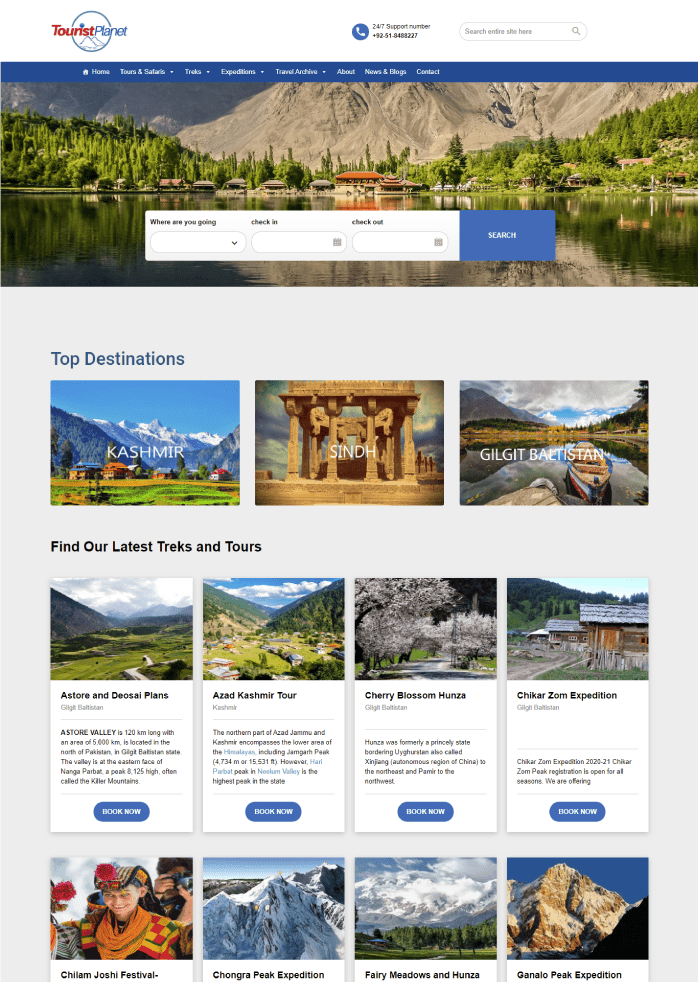 TouristPlanet
24/7 Support number
+92-51-8488227
Search entire site here
Home Tours & Safaris Treks Expeditions Travel Archive About News & Blogs Contact
Where are you going check in check out
SEARCH
Top Destinations
KASHMIR
SINDH
GILGIT BALTISTAN
Find Our Latest Treks and Tours
Astore and Deosai Plans
Gilgit Baltistan
ASTORE VALLEY is 120 km long with
an area of 5,600 km, is located in the
north of Pakistan, in Gilgit Baltistan state.
The valley is at the eastern face of
Nanga Parbat, a peak 8,125 high, often
called the Killer Mountains.
BOOK NOW
Azad Kashmir Tour
Kashmir
The northern part of Azad Jammu and
Kashmir encompasses the lower area of
the Himalayas, including Jamgarh Peak
(4,734 m or 15,531 ft). However, Hari
Parbat peak in Neelum Valley is the
highest peak in the state
BOOK NOW
Cherry Blossom Hunza
Gilgit Baltistan
Hunza was formerly a princely state
bordering Uyghurstan also called
Xinjiang (autonomous region of China) to
the northeast and Pamir to the
northwest.
BOOK NOW
Chikar Zom Expedition
Gilgit Baltistan
Chikar Zom Expedition 2020-21 Chikar
Zom Peak registration is open for all
seasons. We are offering
BOOK NOW
Chilam Joshi Festival-
Chongra Peak Expedition
Fairy Meadows and Hunza
Ganalo Peak Expedition